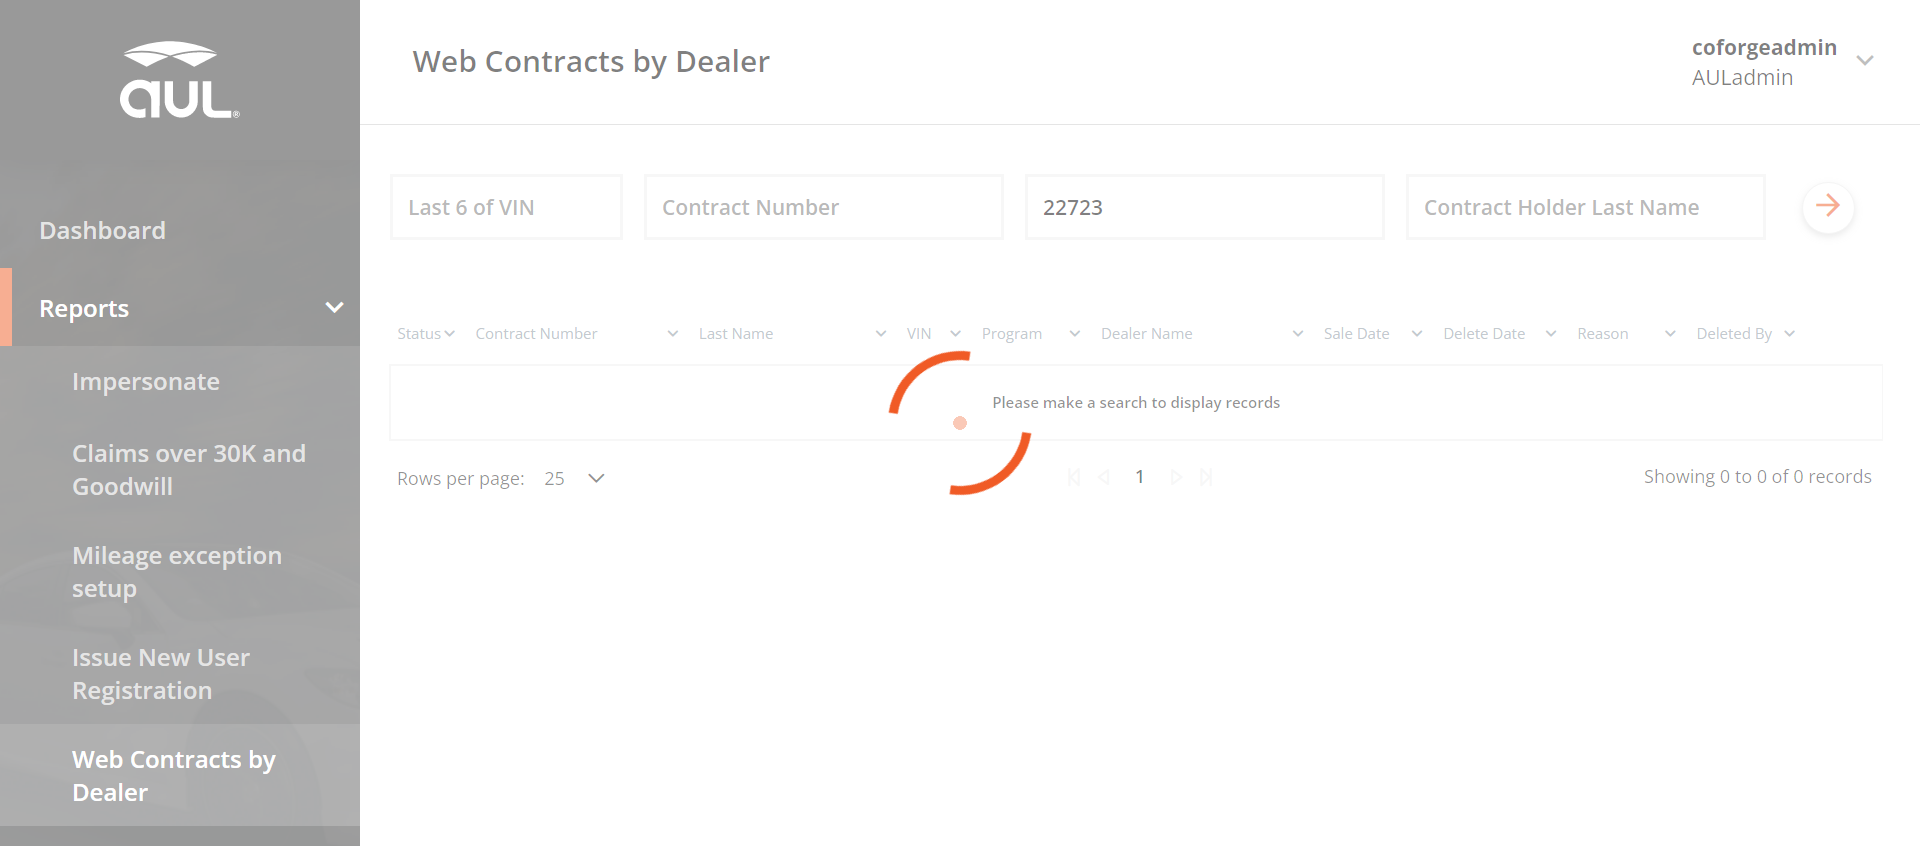 aUL®
Dashboard
Reports
Impersonate
Claims over 30K and
Goodwill
Mileage exception
setup
Issue New User
Registration
Web Contracts by
Dealer
Web Contracts by Dealer
coforgeadmin
AULadmin
Last 6 of VIN
Contract Number
22723
Contract Holder Last Name
Status Contract Number Last Name VIN Program Dealer Name Sale Date Delete Date Reason Deleted By
Please make a search to display records
Rows per page: 25
1
Showing 0 to 0 of 0 records